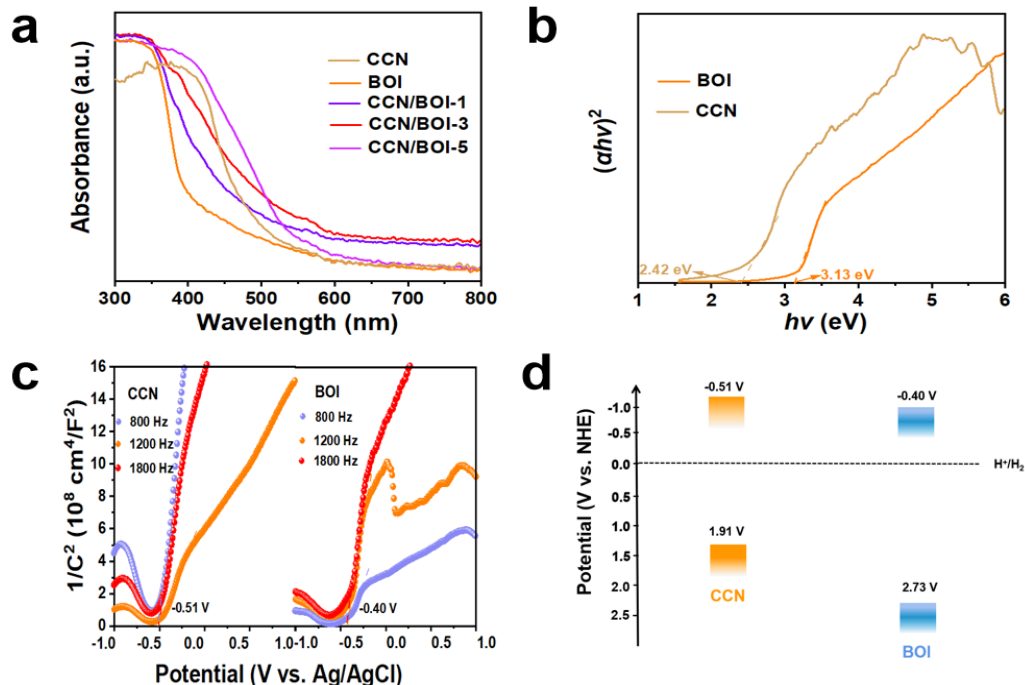 a
Absorbance (a.u.)
CCN
BOI
CCN/BOI-1
CCN/BOI-3
CCN/BOI-5
300 400 500 600 700 800
Wavelength (nm)
b
(αhν)²
BOI
CCN
2.42 eV
3.13 eV
1 2 3 4 5 6
hν (eV)
c
1/C² (10⁸ cm⁴/F²)
16
14
12
10
8
6
4
2
0
CCN
800 Hz
1200 Hz
1800 Hz
-0.51 V
BOI
800 Hz
1200 Hz
1800 Hz
-0.40 V
-1.0 -0.5 0.0 0.5 1.0 -1.0 -0.5 0.0 0.5 1.0
Potential (V vs. Ag/AgCl)
d
Potential (V vs. NHE)
-1.0
-0.5
0.0
0.5
1.0
1.5
2.0
2.5
-0.51 V
-0.40 V
H⁺/H₂
1.91 V
CCN
2.73 V
BOI